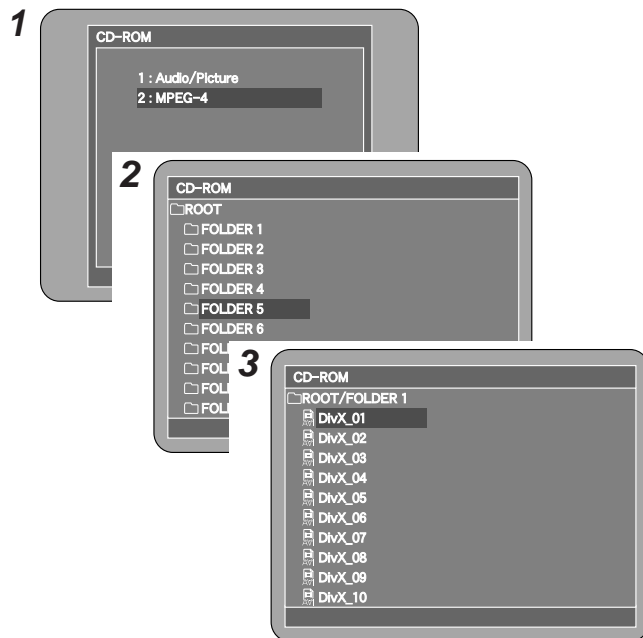 1
CD-ROM
1 : Audio/Picture
2 : MPEG-4
2
CD-ROM
ROOT
FOLDER 1
FOLDER 2
FOLDER 3
FOLDER 4
FOLDER 5
FOLDER 6
3
CD-ROM
ROOT/FOLDER 1
DivX_01
DivX_02
DivX_03
DivX_04
DivX_05
DivX_06
DivX_07
DivX_08
DivX_09
DivX_10